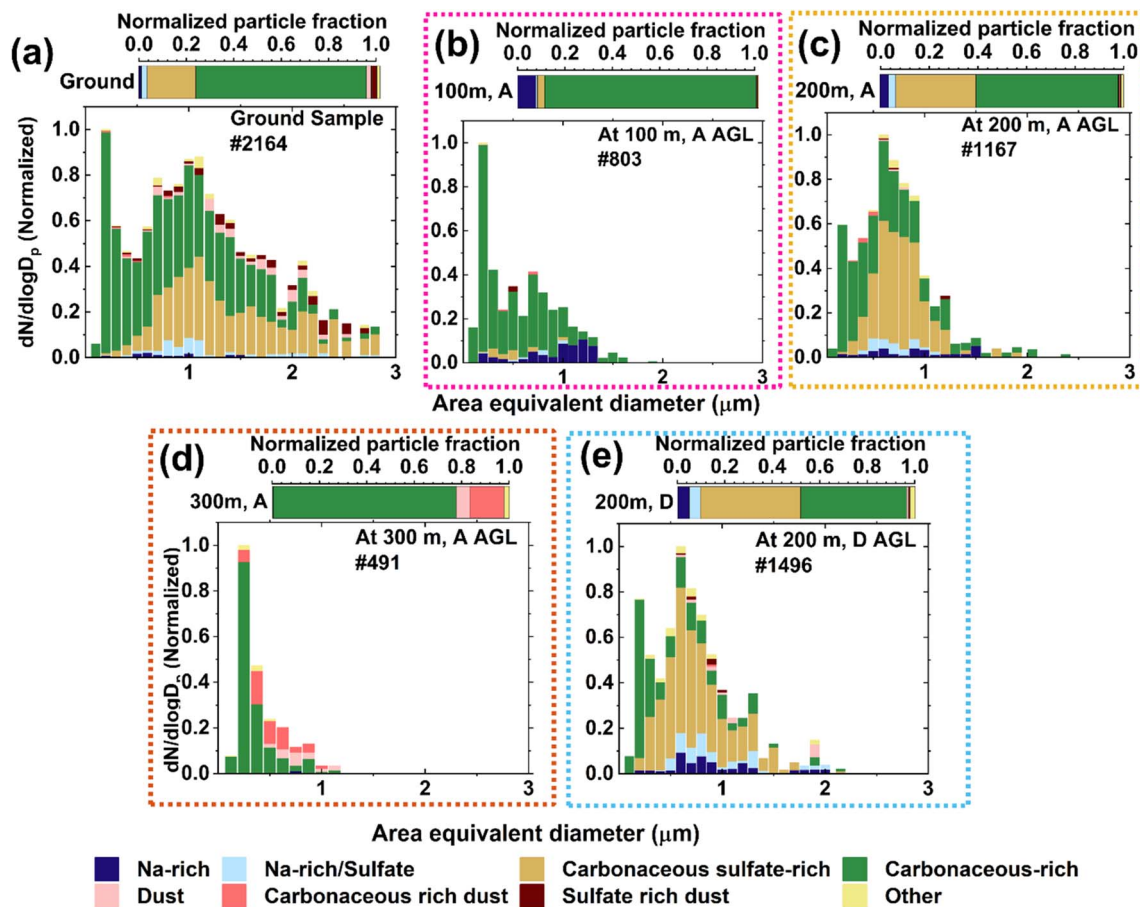 (a)
Normalized particle fraction
0.0 0.2 0.4 0.6 0.8 1.0
Ground
Ground Sample
#2164
dN/dlogDp (Normalized)
1.0
0.8
0.6
0.4
0.2
0.0
1 2 3
(b)
Normalized particle fraction
0.0 0.2 0.4 0.6 0.8 1.0
100m, A
At 100 m, A AGL
#803
1.0
0.8
0.6
0.4
0.2
0.0
1 2 3
(c)
Normalized particle fraction
0.0 0.2 0.4 0.6 0.8 1.0
200m, A
At 200 m, A AGL
#1167
1.0
0.8
0.6
0.4
0.2
0.0
1 2 3
Area equivalent diameter (μm)
(d)
Normalized particle fraction
0.0 0.2 0.4 0.6 0.8 1.0
300m, A
At 300 m, A AGL
#491
dN/dlogDp (Normalized)
1.0
0.8
0.6
0.4
0.2
0.0
1 2 3
(e)
Normalized particle fraction
0.0 0.2 0.4 0.6 0.8 1.0
200m, D
At 200 m, D AGL
#1496
1.0
0.8
0.6
0.4
0.2
0.0
1 2 3
Area equivalent diameter (μm)
Na-rich Na-rich/Sulfate Carbonaceous sulfate-rich Carbonaceous-rich
Dust Carbonaceous rich dust Sulfate rich dust Other